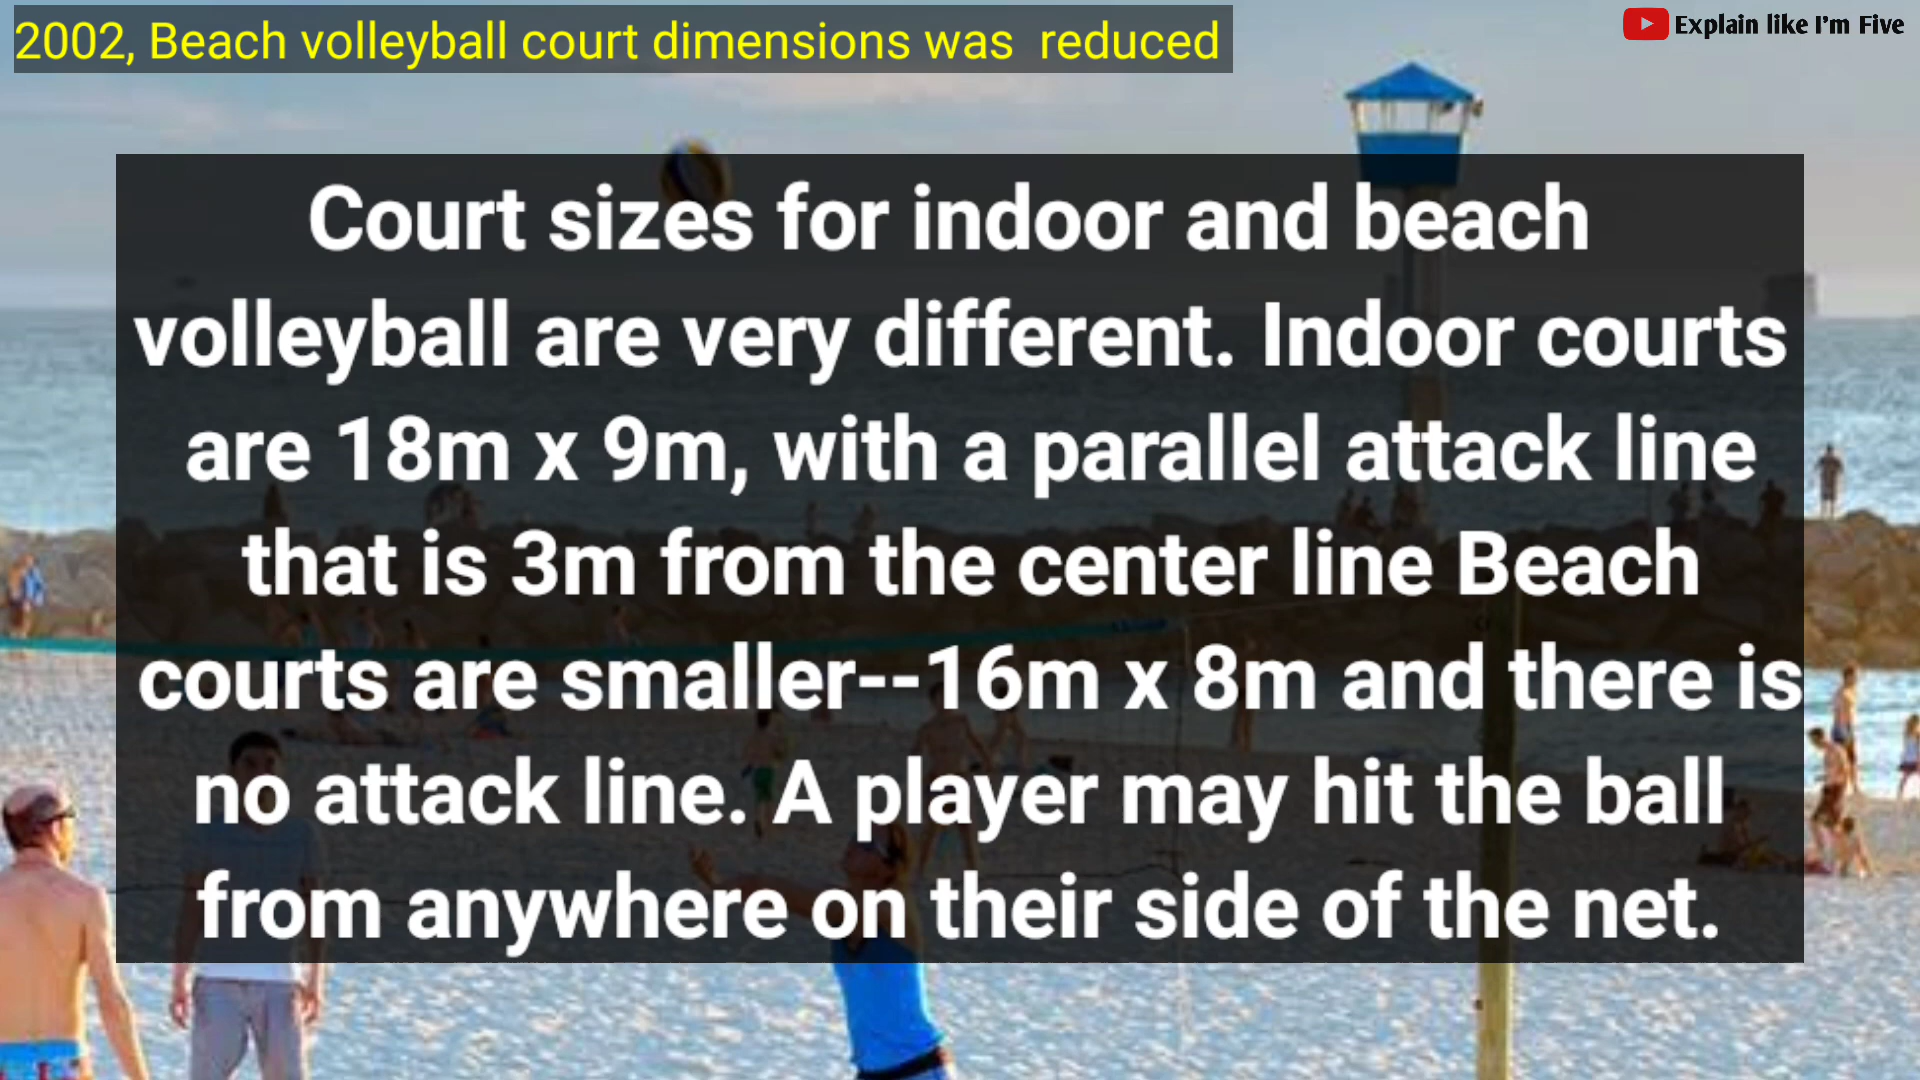 2002, Beach volleyball court dimensions was  reduced
Explain like I'm Five
Court sizes for indoor and beach
volleyball are very different. Indoor courts
are 18m x 9m, with a parallel attack line
that is 3m from the center line Beach
courts are smaller--16m x 8m and there is
no attack line. A player may hit the ball
from anywhere on their side of the net.